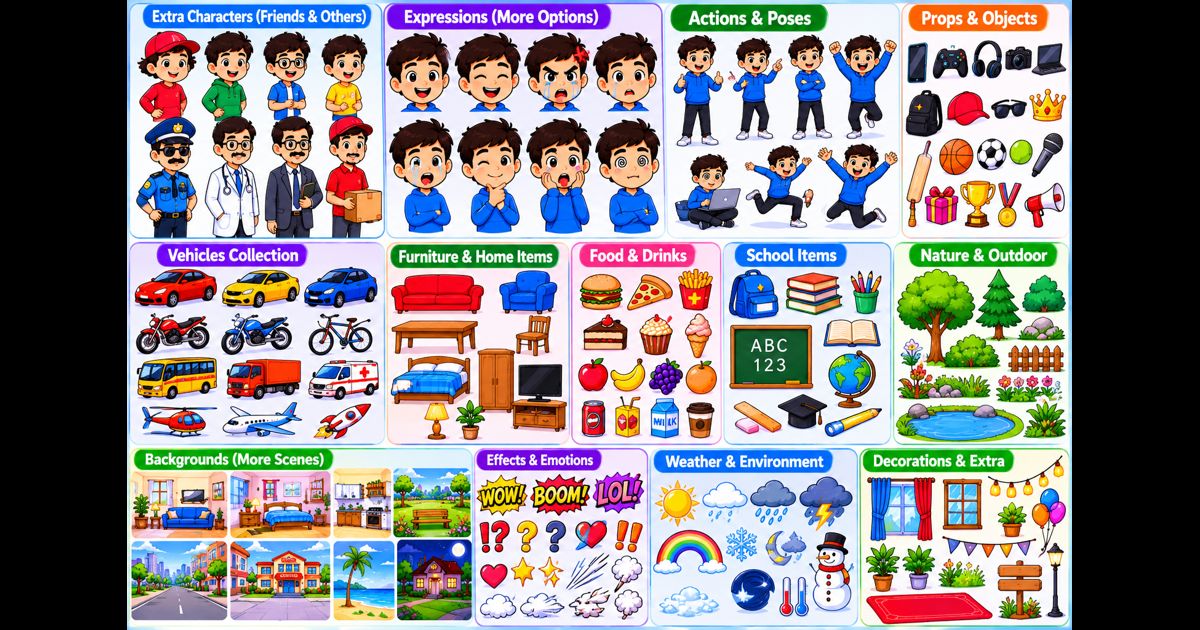 Extra Characters (Friends & Others)
Expressions (More Options)
Actions & Poses
Props & Objects
Vehicles Collection
Furniture & Home Items
Food & Drinks
School Items
Nature & Outdoor
ABC
123
MILK
Backgrounds (More Scenes)
Effects & Emotions
Weather & Environment
Decorations & Extra
WOW!
BOOM!
LOL!
!?
?
?
!!